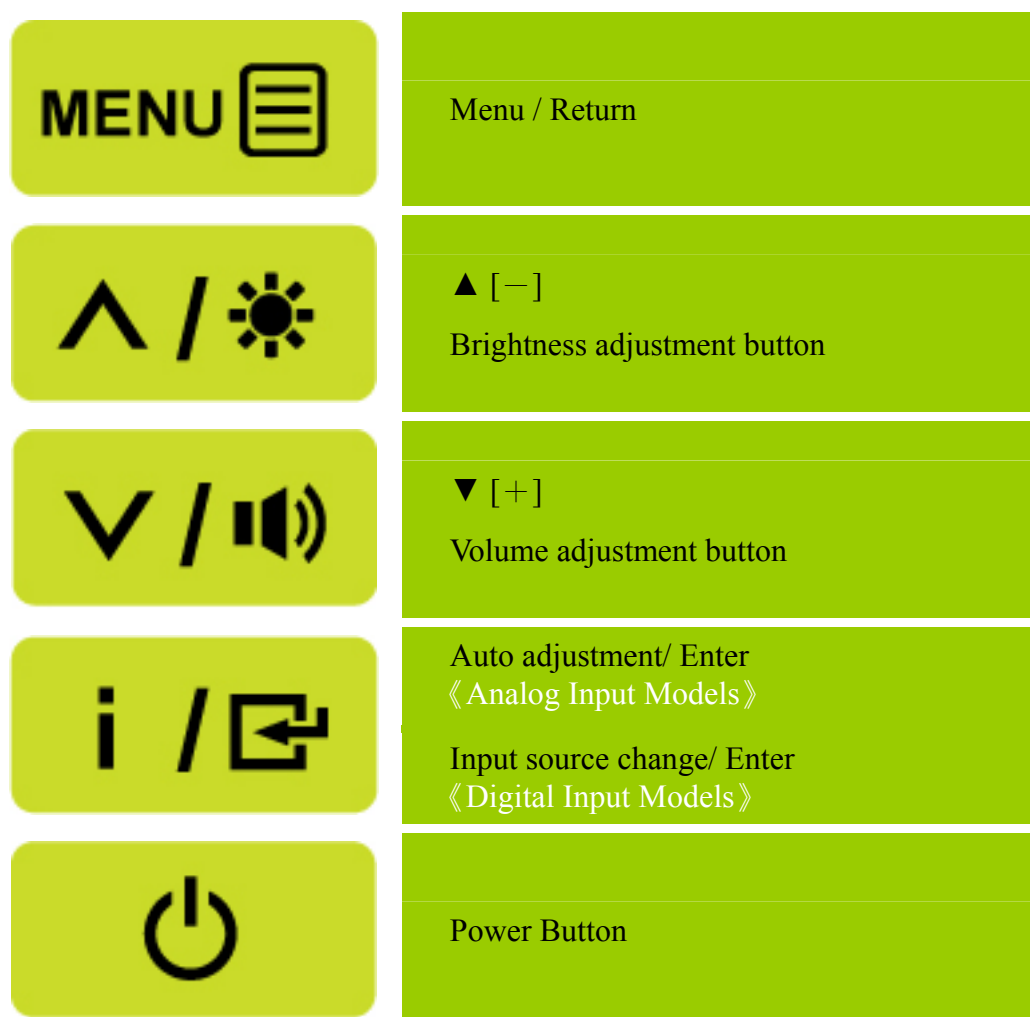 MENU
Menu / Return
/
▲ [－]
Brightness adjustment button
/
▼ [＋]
Volume adjustment button
i /
Auto adjustment/ Enter
《Analog Input Models》
Input source change/ Enter
《Digital Input Models》
Power Button